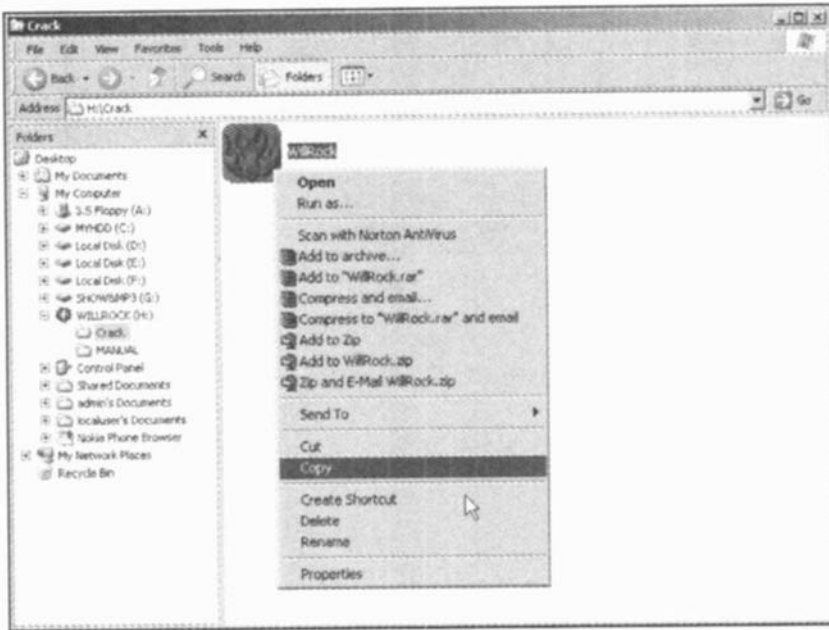 Crack
File Edit View Favorites Tools Help
Back Search Folders
Address H:\Crack Go
Folders
Desktop
My Documents
My Computer
3.5 Floppy (A:)
MYHDD (C:)
Local Disk (D:)
Local Disk (E:)
Local Disk (F:)
SHOWS&MP3 (G:)
WILLROCK (H:)
Crack
MANUAL
Control Panel
Shared Documents
admin's Documents
localuser's Documents
Nokia Phone Browser
My Network Places
Recycle Bin
WillRock
Open
Run as...
Scan with Norton AntiVirus
Add to archive...
Add to "WillRock.rar"
Compress and email...
Compress to "WillRock.rar" and email
Add to Zip
Add to WillRock.zip
Zip and E-Mail WillRock.zip
Send To
Cut
Copy
Create Shortcut
Delete
Rename
Properties